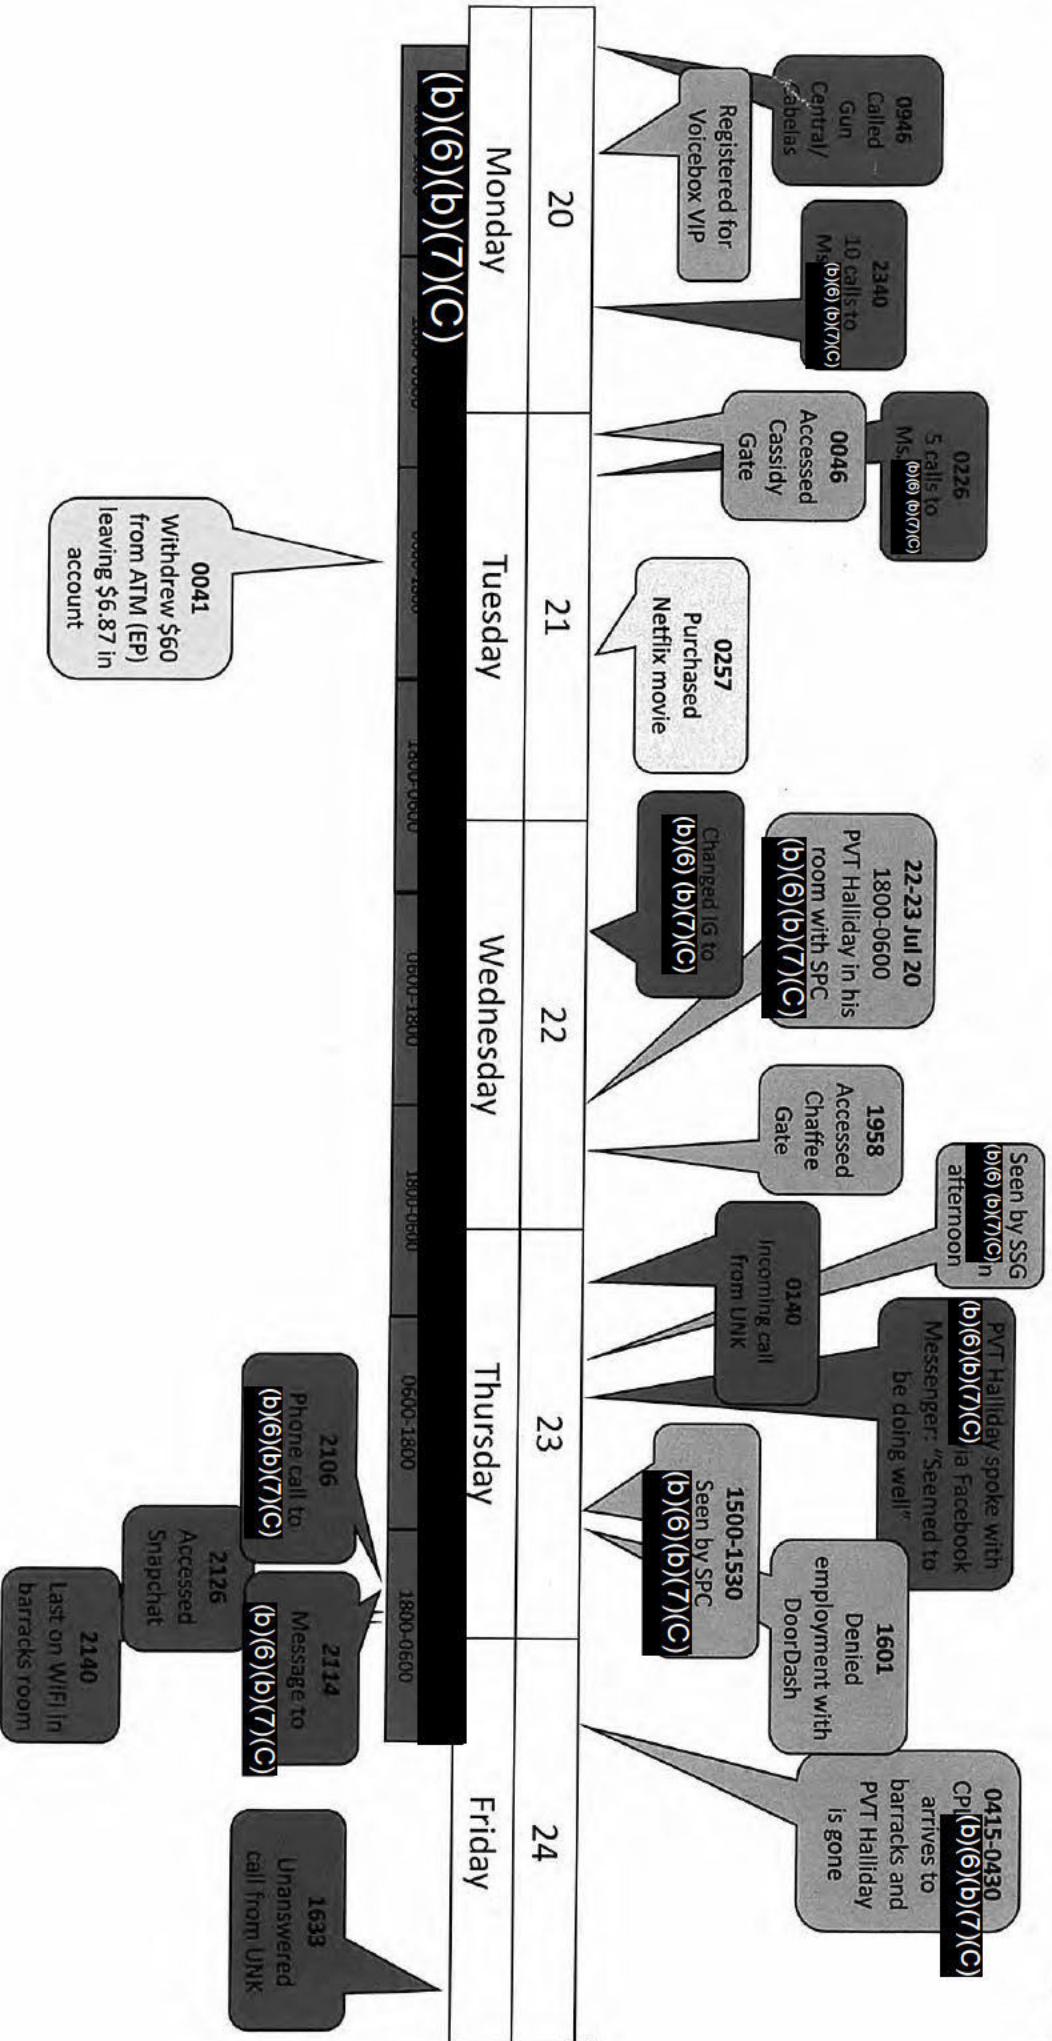 0946
Called
Gun
Central/
Cabelas
Registered for
Voicebox VIP
2340
10 calls to
Ms.
(b)(6) (b)(7)(C)
0226
5 calls to
Ms.
(b)(6) (b)(7)(C)
0046
Accessed
Cassidy
Gate
0257
Purchased
Netflix movie
22-23 Jul 20
1800-0600
PVT Halliday in his
room with SPC
(b)(6)(b)(7)(C)
Changed IG to
(b)(6) (b)(7)(C)
1958
Accessed
Chaffee
Gate
Seen by SSG
(b)(6) (b)(7)(C) n
afternoon
0140
Incoming call
from UNK
PVT Halliday spoke with
(b)(6)(b)(7)(C) ia Facebook
Messenger: "Seemed to
be doing well"
1500-1530
Seen by SPC
(b)(6)(b)(7)(C)
1601
Denied
employment with
DoorDash
0415-0430
CPL (b)(6)(b)(7)(C)
arrives to
barracks and
PVT Halliday
is gone
20 21 22 23 24
Monday Tuesday Wednesday Thursday Friday
(b)(6)(b)(7)(C)
1800-0600 0600-1800 1800-0600 0600-1800 1800-0600
0041
Withdrew $60
from ATM (EP)
leaving $6.87 in
account
2106
Phone call to
(b)(6)(b)(7)(C)
2114
Message to
(b)(6)(b)(7)(C)
2126
Accessed
Snapchat
2140
Last on WiFi in
barracks room
1633
Unanswered
call from UNK